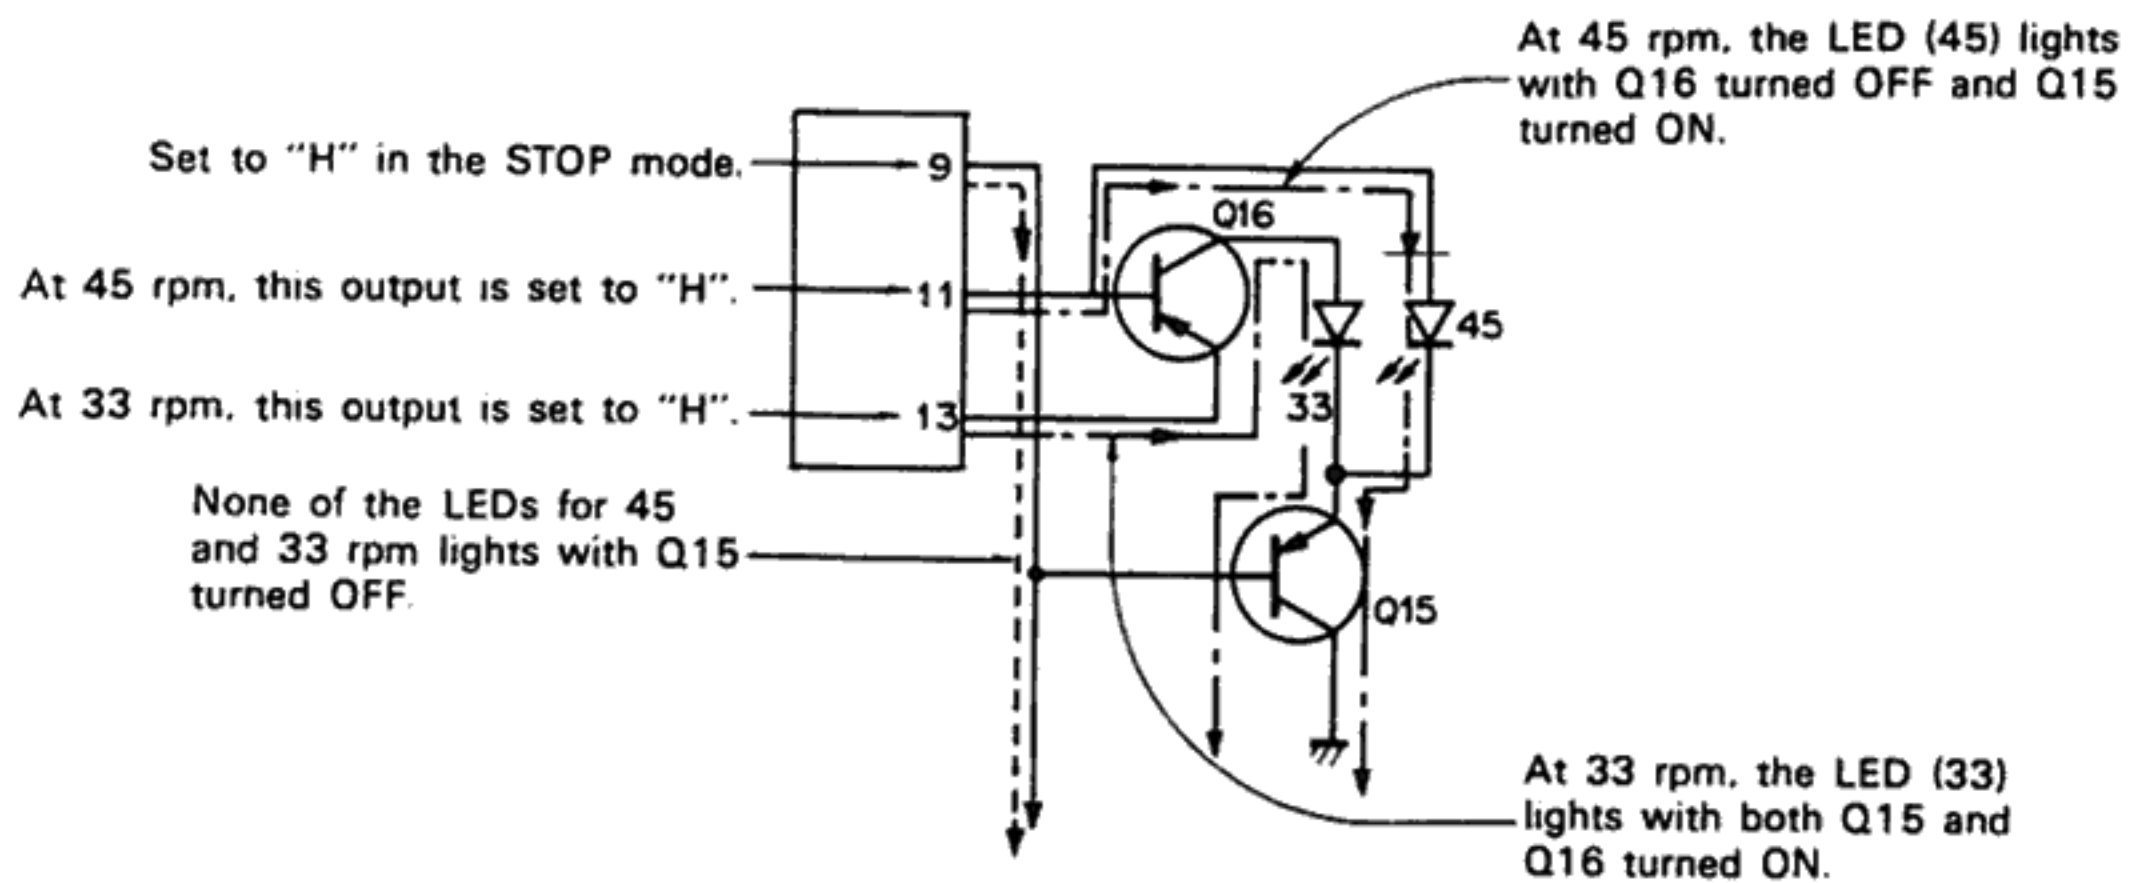 At 45 rpm, the LED (45) lights
with Q16 turned OFF and Q15
turned ON.
Set to "H" in the STOP mode.
9
Q16
At 45 rpm, this output is set to "H".
11
45
At 33 rpm, this output is set to "H".
13
33
None of the LEDs for 45
and 33 rpm lights with Q15
turned OFF.
Q15
At 33 rpm, the LED (33)
lights with both Q15 and
Q16 turned ON.